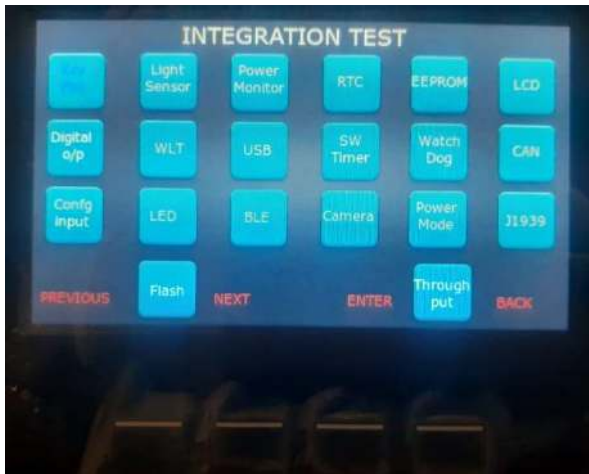 INTEGRATION TEST
Key
Light
Sensor
Power
Monitor
RTC
EEPROM
LCD
Digital
o/p
WLT
USB
SW
Timer
Watch
Dog
CAN
Confg
input
LED
BLE
Camera
Power
Mode
J1939
PREVIOUS
Flash
NEXT
ENTER
Through
put
BACK